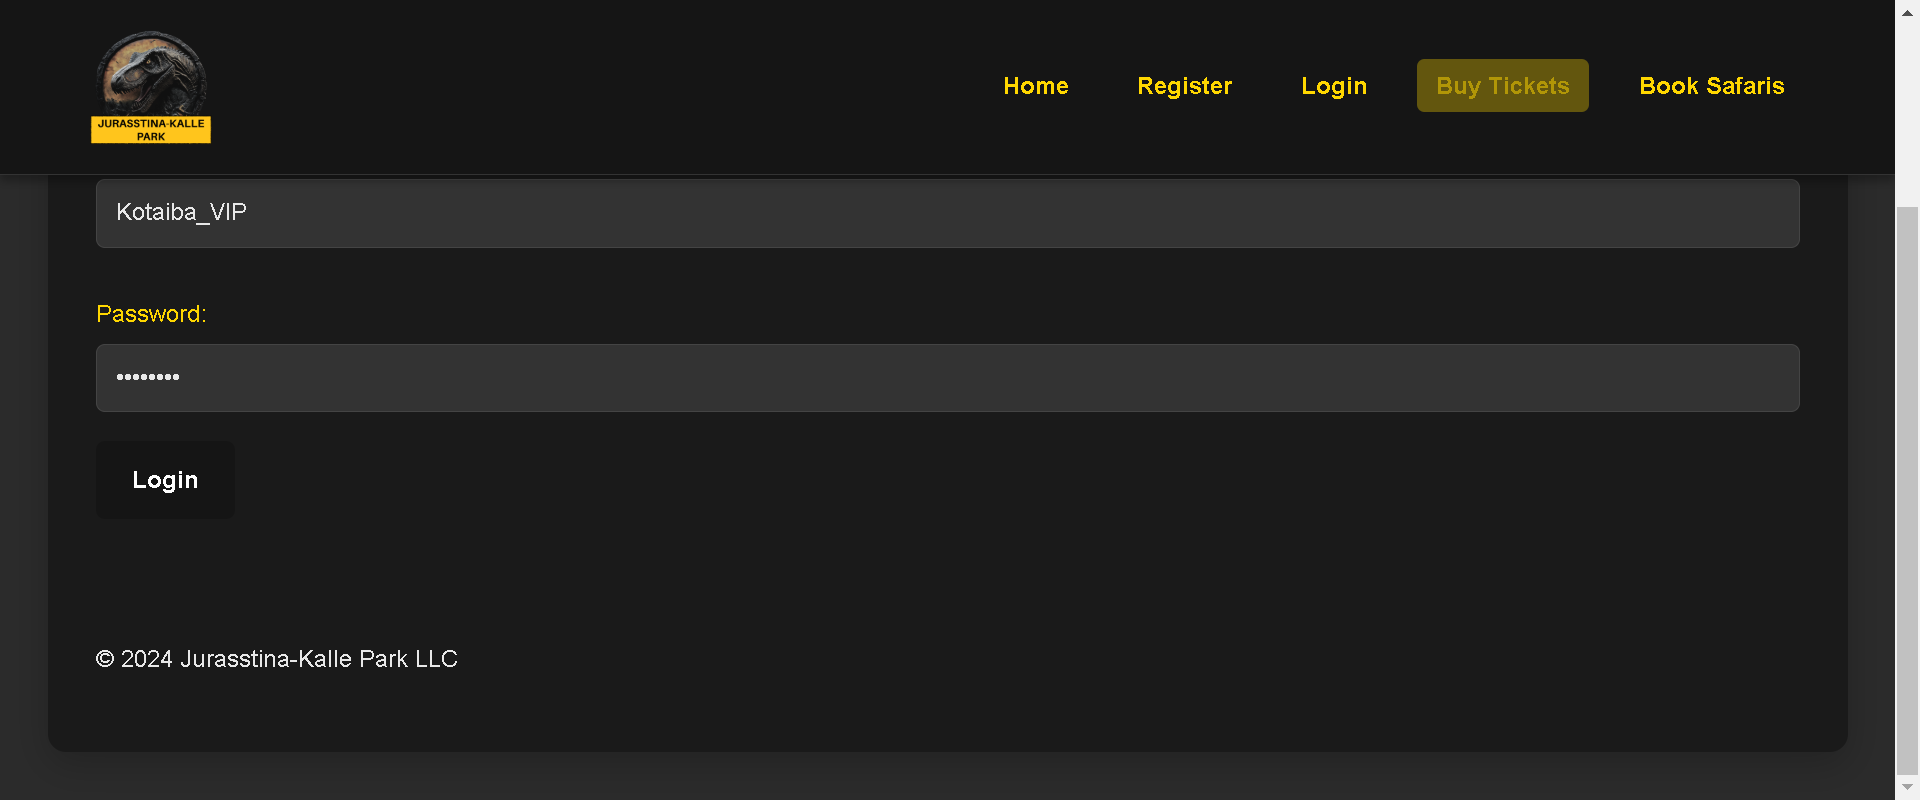 JURASSTINA-KALLE
PARK
Home
Register
Login
Buy Tickets
Book Safaris
Kotaiba_VIP
Password:
••••••••
Login
© 2024 Jurasstina-Kalle Park LLC